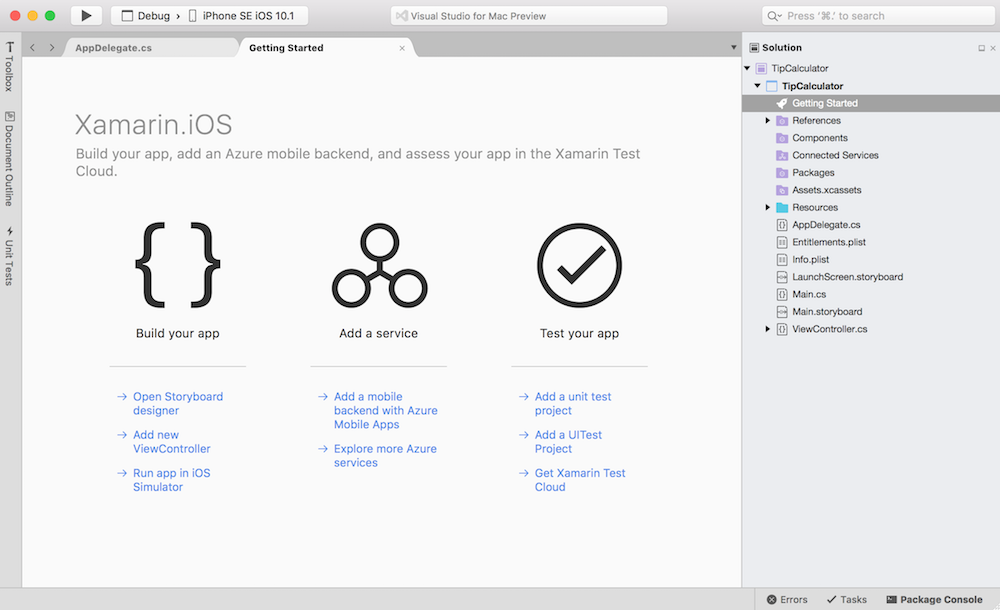 Debug › iPhone SE iOS 10.1
Visual Studio for Mac Preview
Press '⌘.' to search
Toolbox
Document Outline
Unit Tests
AppDelegate.cs
Getting Started
Xamarin.iOS
Build your app, add an Azure mobile backend, and assess your app in the Xamarin Test
Cloud.
Build your app
Open Storyboard
designer
Add new
ViewController
Run app in iOS
Simulator
Add a service
Add a mobile
backend with Azure
Mobile Apps
Explore more Azure
services
Test your app
Add a unit test
project
Add a UITest
Project
Get Xamarin Test
Cloud
Solution
TipCalculator
TipCalculator
Getting Started
References
Components
Connected Services
Packages
Assets.xcassets
Resources
AppDelegate.cs
Entitlements.plist
Info.plist
LaunchScreen.storyboard
Main.cs
Main.storyboard
ViewController.cs
Errors
Tasks
Package Console